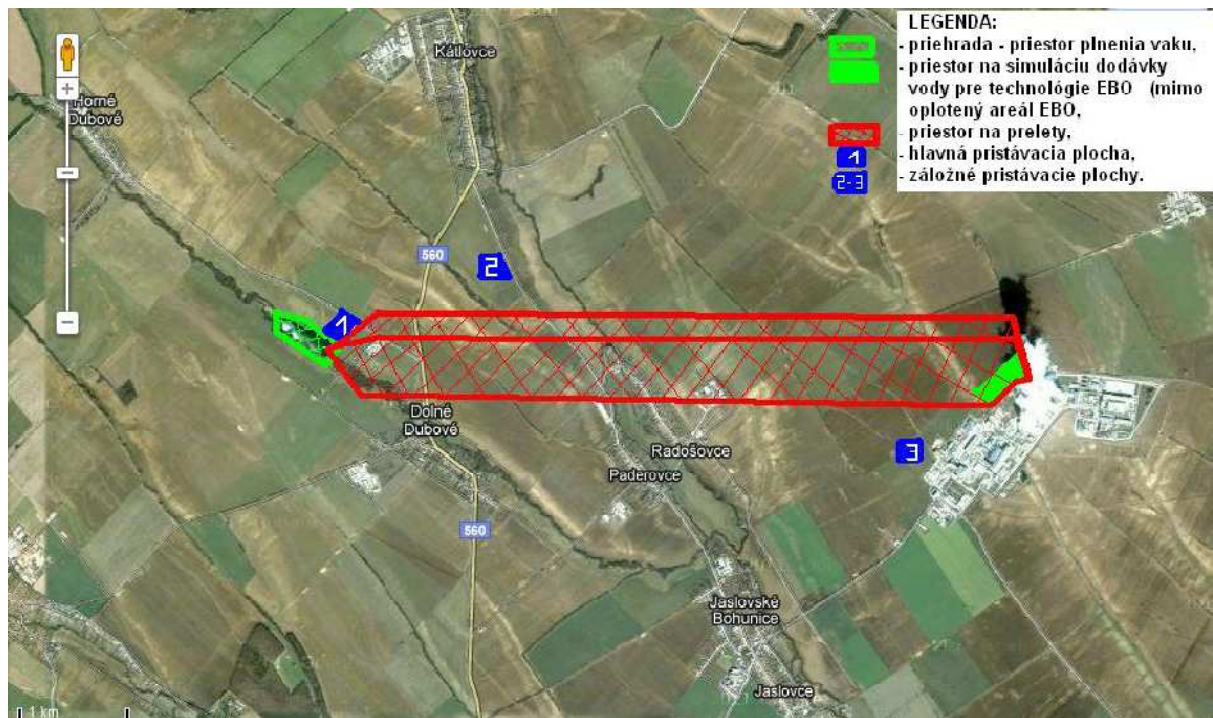 LEGENDA:
- priehrada - priestor plnenia vaku,
- priestor na simuláciu dodávky
vody pre technológie EBO (mimo
oplotený areál EBO,
- priestor na prelety,
1
- hlavná pristávacia plocha,
2-3
- záložné pristávacie plochy.
Kátlovce
Horné
Dubové
560
2
1
Dolné
Dubové
Radošovce
3
Paderovce
560
Jaslovské
Bohunice
Jaslovce
1 km